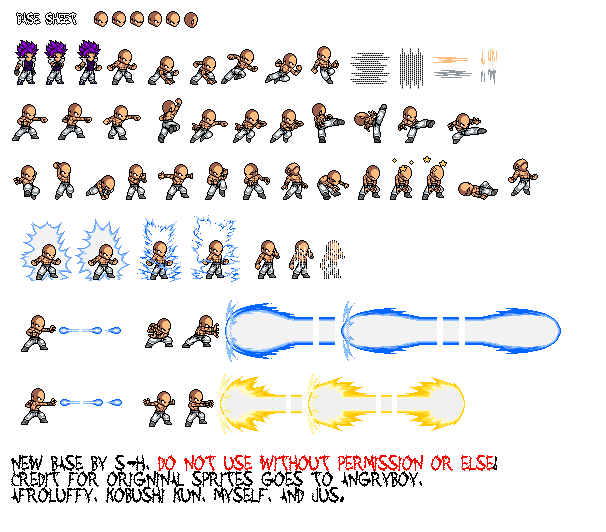 BASE SHEET
NEW BASE BY S-H. DO NOT USE WITHOUT PERMISSION OR ELSE!
CREDIT FOR ORIGNINAL SPRITES GOES TO ANGRYBOY,
AFROLUFFY, KOBUSHI KUN, MYSELF, AND JUS.